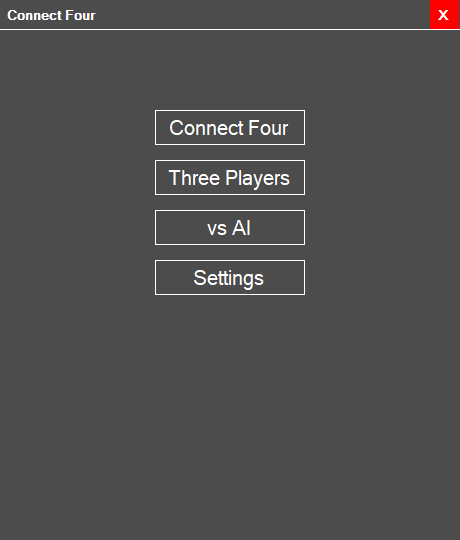 Connect Four
X
Connect Four
Three Players
vs AI
Settings